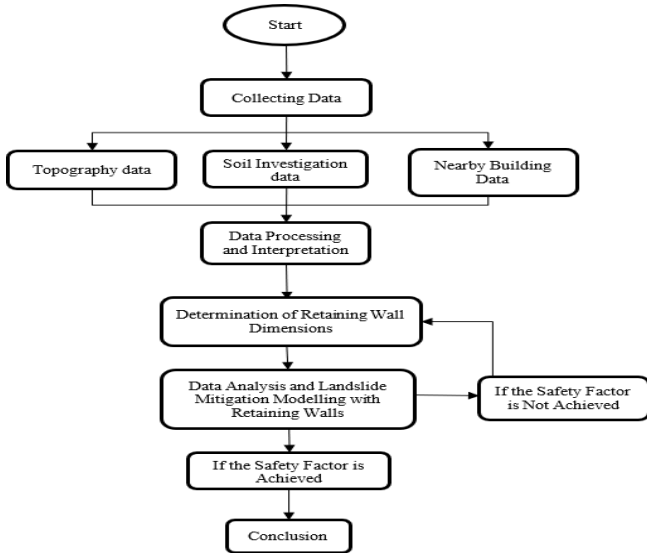 Start
Collecting Data
Topography data
Soil Investigation
data
Nearby Building
Data
Data Processing
and Interpretation
Determination of Retaining Wall
Dimensions
Data Analysis and Landslide
Mitigation Modelling with
Retaining Walls
If the Safety Factor
is Not Achieved
If the Safety Factor is
Achieved
Conclusion